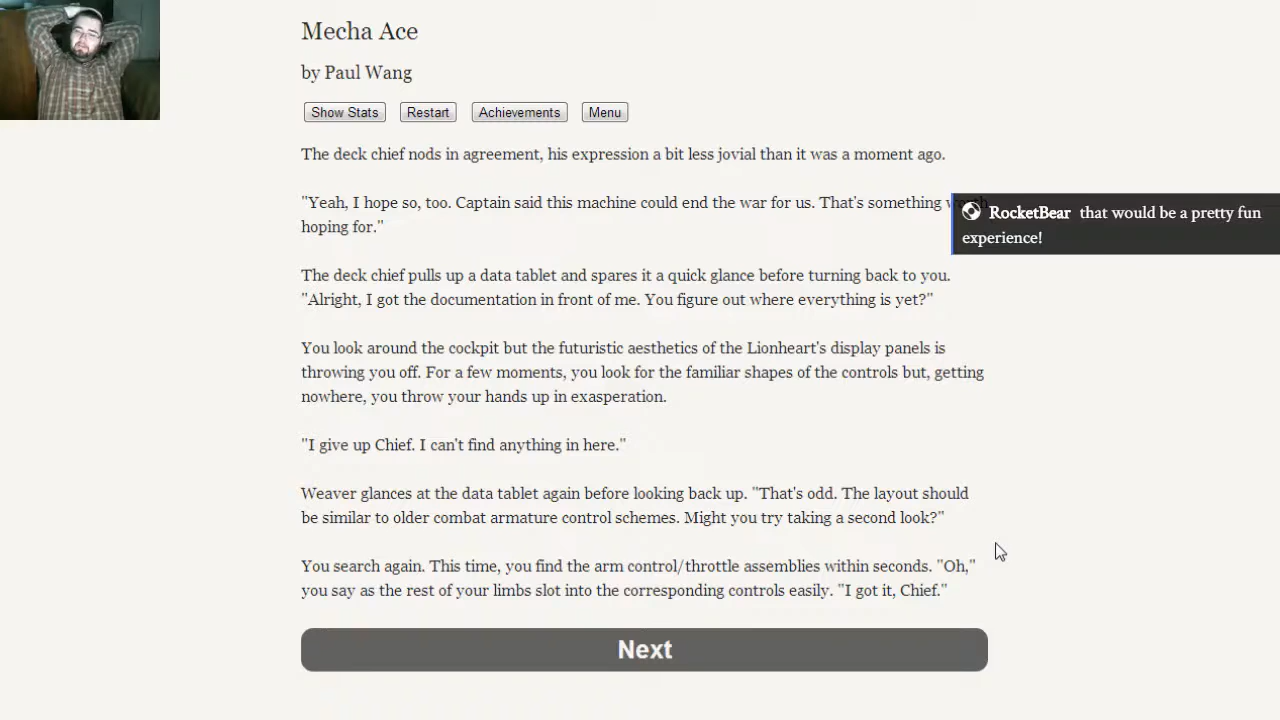 Mecha Ace
by Paul Wang
Show Stats Restart Achievements Menu
The deck chief nods in agreement, his expression a bit less jovial than it was a moment ago.
"Yeah, I hope so, too. Captain said this machine could end the war for us. That's something
hoping for."
RocketBear that would be a pretty fun
experience!
The deck chief pulls up a data tablet and spares it a quick glance before turning back to you.
"Alright, I got the documentation in front of me. You figure out where everything is yet?"
You look around the cockpit but the futuristic aesthetics of the Lionheart's display panels is
throwing you off. For a few moments, you look for the familiar shapes of the controls but, getting
nowhere, you throw your hands up in exasperation.
"I give up Chief. I can't find anything in here."
Weaver glances at the data tablet again before looking back up. "That's odd. The layout should
be similar to older combat armature control schemes. Might you try taking a second look?"
You search again. This time, you find the arm control/throttle assemblies within seconds. "Oh,"
you say as the rest of your limbs slot into the corresponding controls easily. "I got it, Chief."
Next